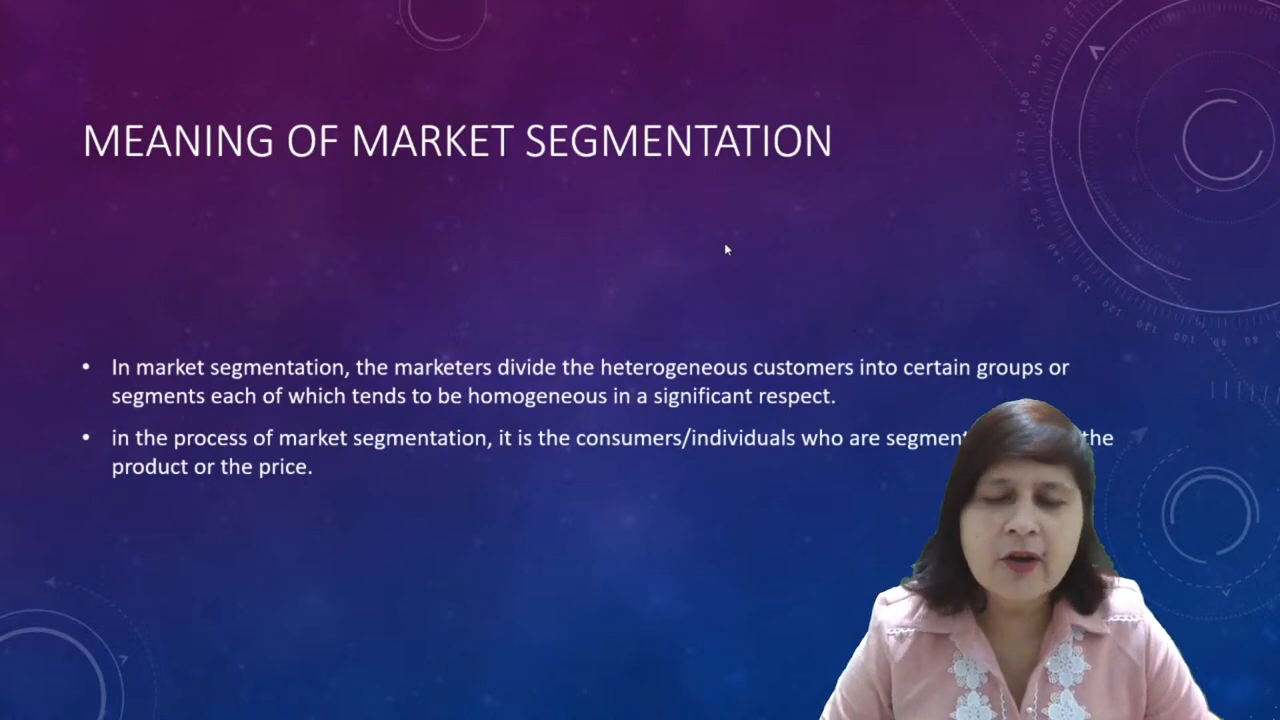 MEANING OF MARKET SEGMENTATION
• In market segmentation, the marketers divide the heterogeneous customers into certain groups or
segments each of which tends to be homogeneous in a significant respect.
• in the process of market segmentation, it is the consumers/individuals who are the
product or the price.